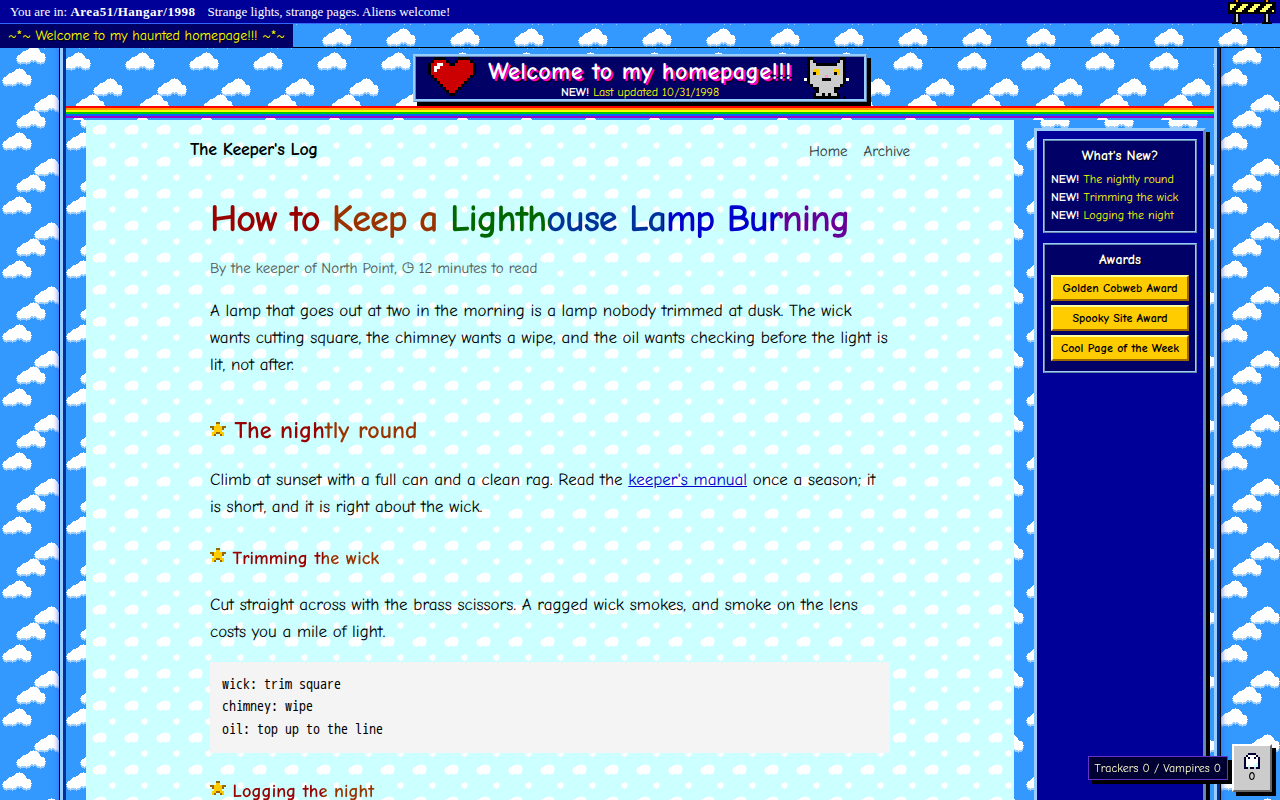 You are in: Area51/Hangar/1998 Strange lights, strange pages. Aliens welcome!
~*~ Welcome to my haunted homepage!!! ~*~
Welcome to my homepage!!!
NEW! Last updated 10/31/1998
The Keeper's Log
Home Archive
How to Keep a Lighthouse Lamp Burning
By the keeper of North Point, 12 minutes to read
A lamp that goes out at two in the morning is a lamp nobody trimmed at dusk. The wick
wants cutting square, the chimney wants a wipe, and the oil wants checking before the light is
lit, not after.
The nightly round
Climb at sunset with a full can and a clean rag. Read the keeper's manual once a season; it
is short, and it is right about the wick.
Trimming the wick
Cut straight across with the brass scissors. A ragged wick smokes, and smoke on the lens
costs you a mile of light.
wick: trim square
chimney: wipe
oil: top up to the line
Logging the night
What's New?
NEW! The nightly round
NEW! Trimming the wick
NEW! Logging the night
Awards
Golden Cobweb Award
Spooky Site Award
Cool Page of the Week
Trackers 0 / Vampires 0
0